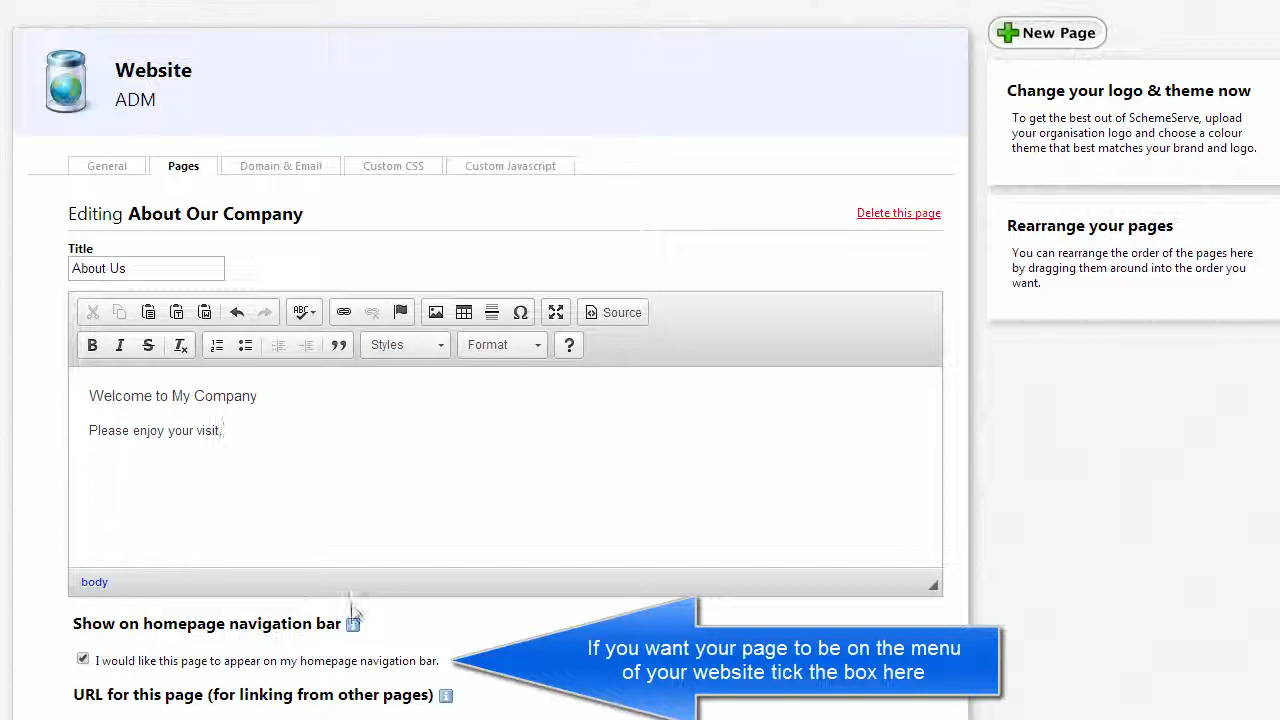 New Page
Website
ADM
Change your logo & theme now
To get the best out of SchemeServe, upload
your organisation logo and choose a colour
theme that best matches your brand and logo.
General Pages Domain & Email Custom CSS Custom Javascript
Editing About Our Company Delete this page
Rearrange your pages
You can rearrange the order of the pages here
by dragging them around into the order you
want.
Title
About Us
ABC Source
B I S Tx Styles Format ?
Welcome to My Company
Please enjoy your visit.
body
Show on homepage navigation bar
I would like this page to appear on my homepage navigation bar.
If you want your page to be on the menu
of your website tick the box here
URL for this page (for linking from other pages)